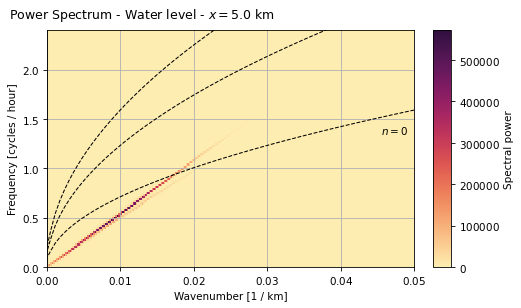 Power Spectrum - Water level - x = 5.0 km
Frequency [cycles / hour]
2.0
1.5
1.0
0.5
0.0
n = 0
0.00 0.01 0.02 0.03 0.04 0.05
Wavenumber [1 / km]
500000
400000
300000
200000
100000
0
Spectral power